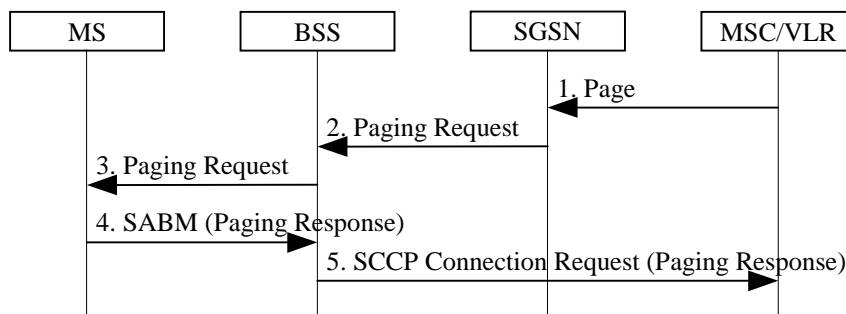 MS BSS SGSN MSC/VLR
1. Page
2. Paging Request
3. Paging Request
4. SABM (Paging Response)
5. SCCP Connection Request (Paging Response)